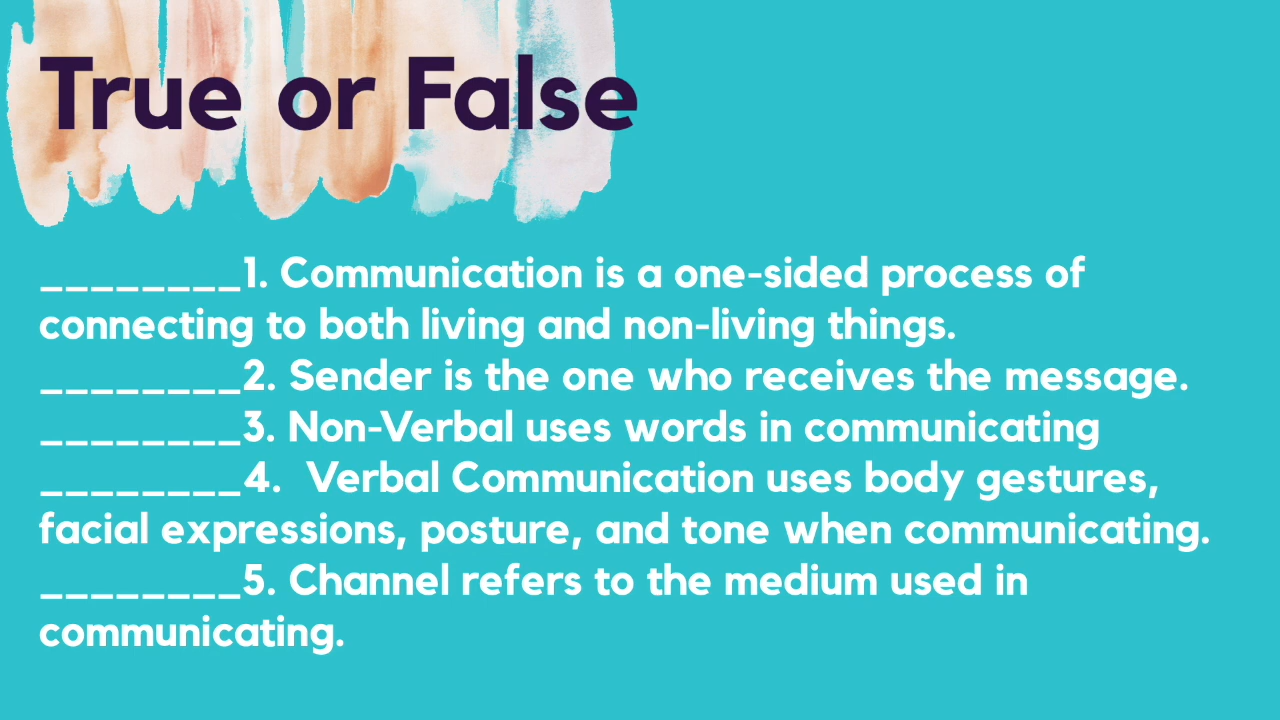 True or False
________1. Communication is a one-sided process of
connecting to both living and non-living things.
________2. Sender is the one who receives the message.
________3. Non-Verbal uses words in communicating
________4.  Verbal Communication uses body gestures,
facial expressions, posture, and tone when communicating.
________5. Channel refers to the medium used in
communicating.